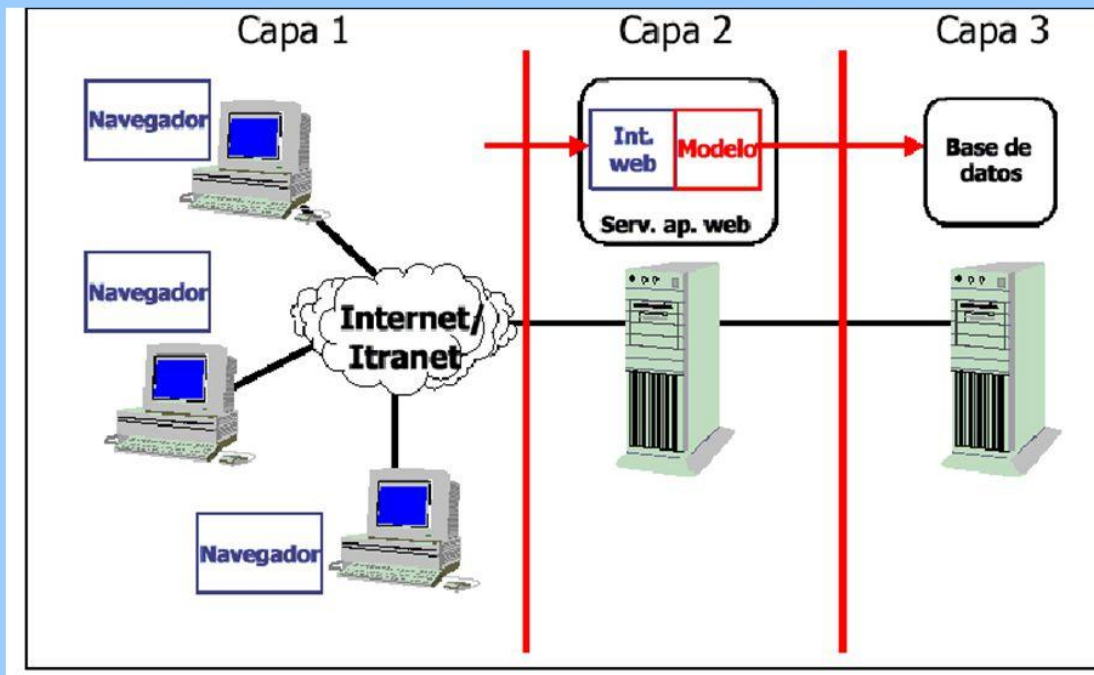 Capa 1
Capa 2
Capa 3
Navegador
Int.
web
Modelo
Serv. ap. web
Base de
datos
Navegador
Internet/
Itranet
Navegador